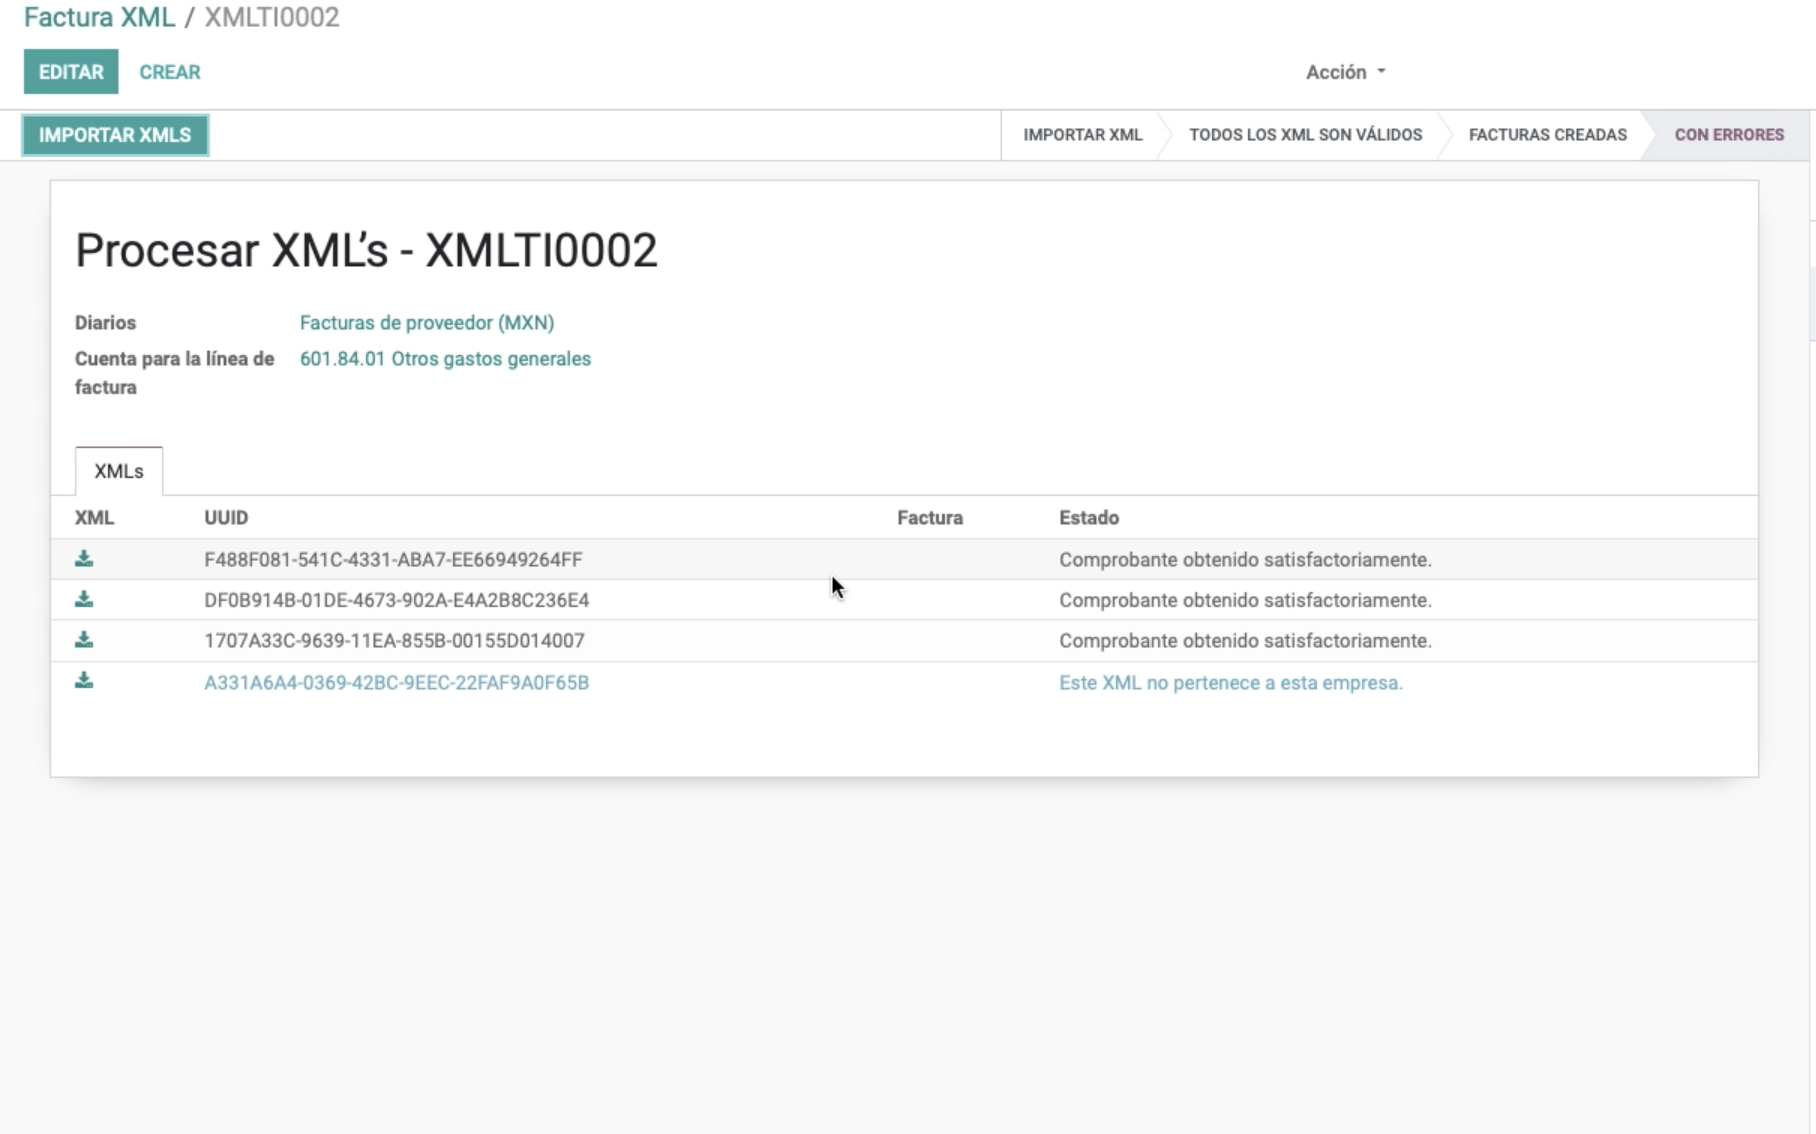 Factura XML / XMLTI0002
EDITAR CREAR Acción
IMPORTAR XMLS IMPORTAR XML TODOS LOS XML SON VÁLIDOS FACTURAS CREADAS CON ERRORES
Procesar XML's - XMLTI0002
Diarios Facturas de proveedor (MXN)
Cuenta para la línea de 601.84.01 Otros gastos generales
factura
XMLs
XML UUID Factura Estado
F488F081-541C-4331-ABA7-EE66949264FF Comprobante obtenido satisfactoriamente.
DF0B914B-01DE-4673-902A-E4A2B8C236E4 Comprobante obtenido satisfactoriamente.
1707A33C-9639-11EA-855B-00155D014007 Comprobante obtenido satisfactoriamente.
A331A6A4-0369-42BC-9EEC-22FAF9A0F65B Este XML no pertenece a esta empresa.